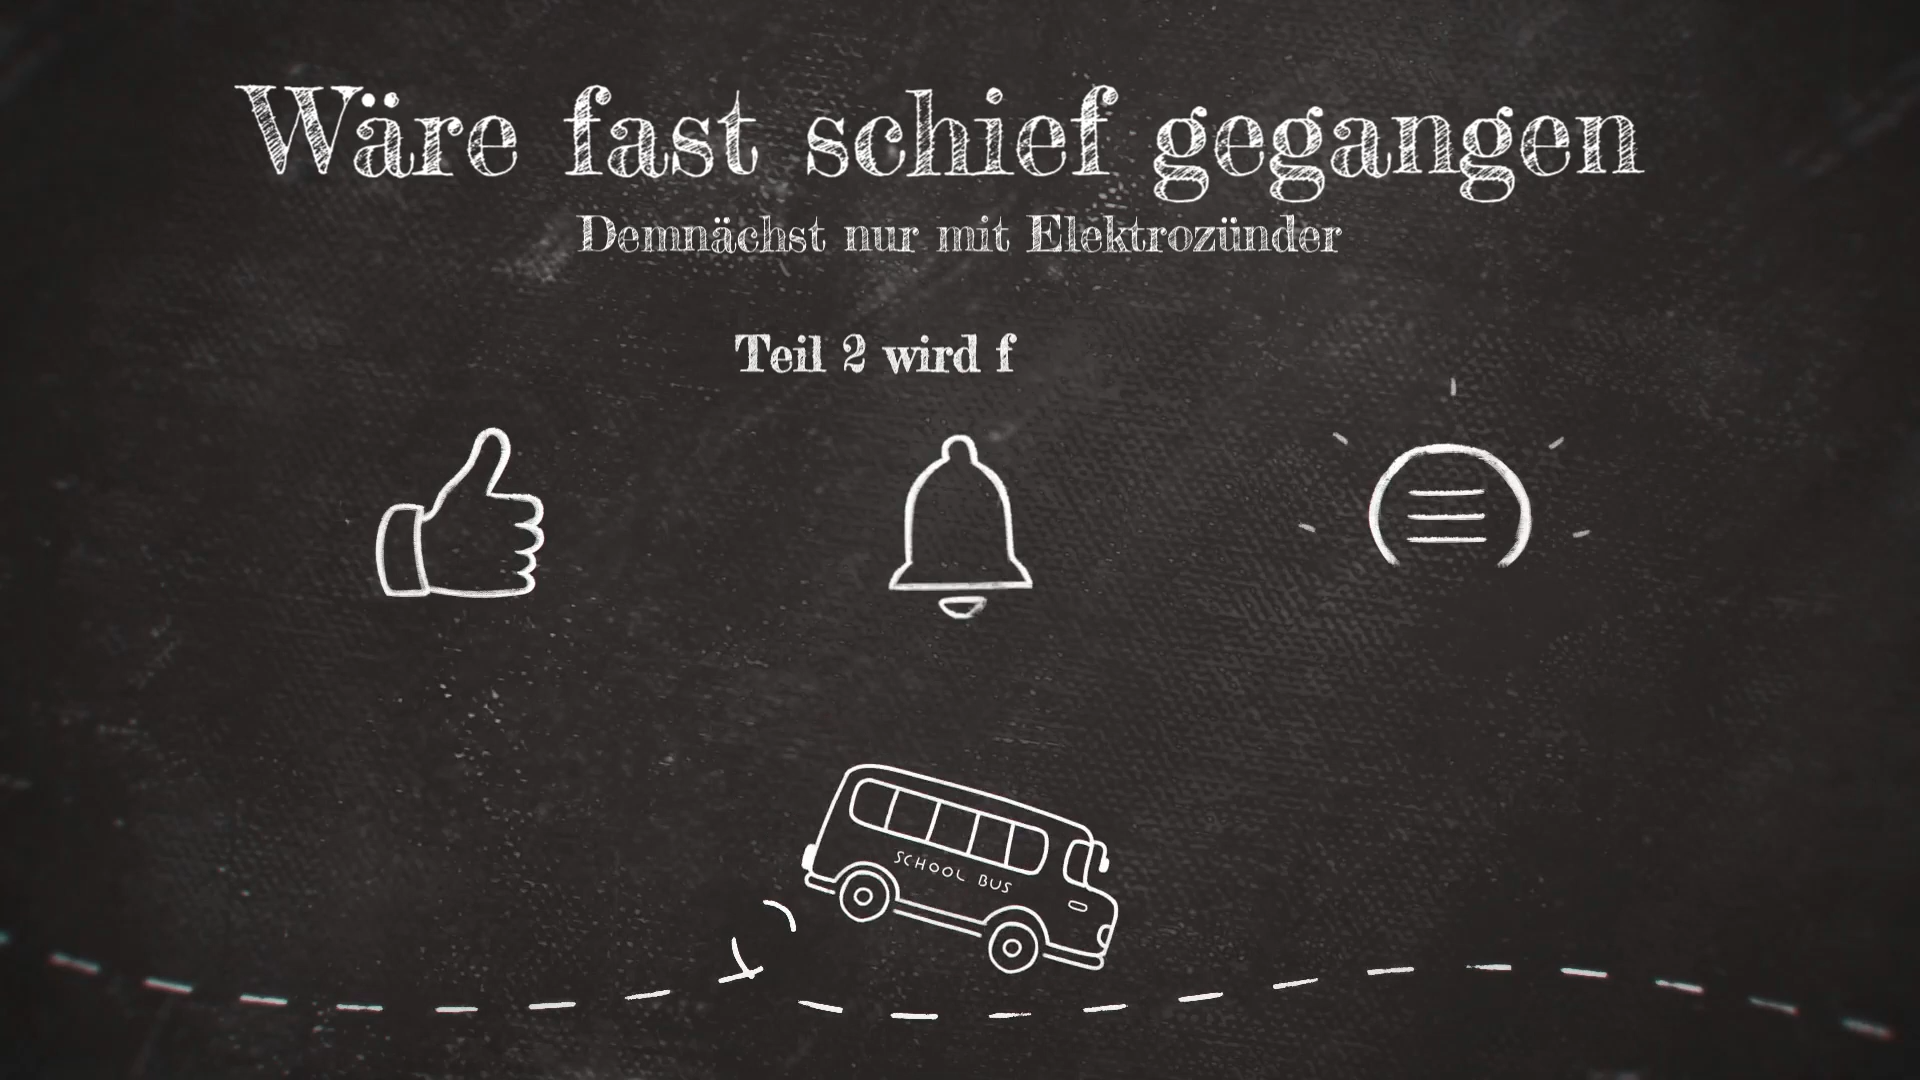 Wäre fast schief gegangen
Demnächst nur mit Elektrozünder
Teil 2 wird f
SCHOOL BUS